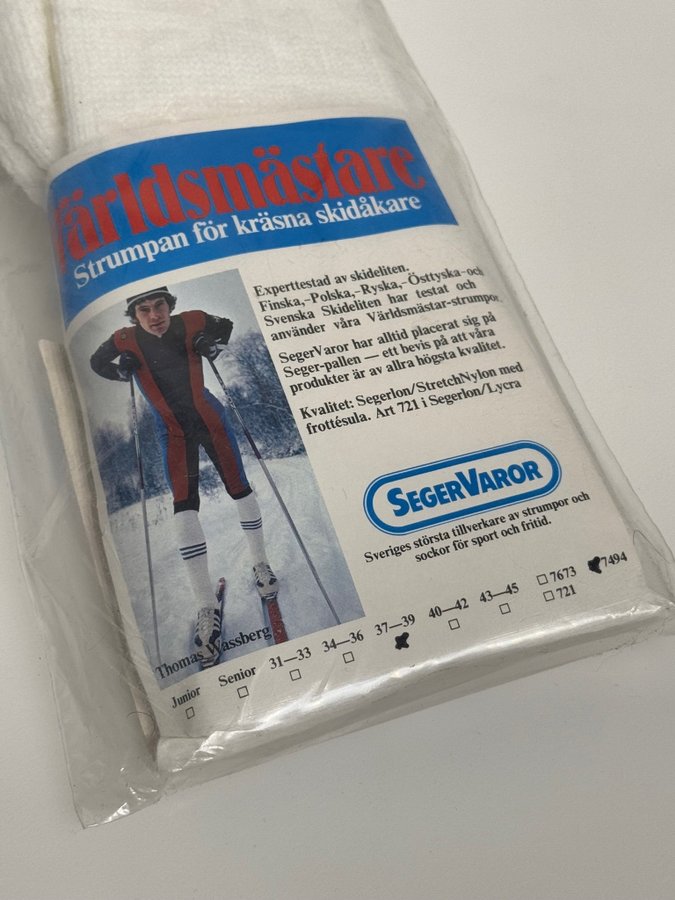 Världsmästare
Strumpan för kräsna skidåkare
Experttestad av skideliten.
Finska,-Polska,-Ryska,-Östtyska-och
Svenska Skideliten har testat och
använder våra Världsmästar-strumpor.
SegerVaror har alltid placerat sig på
Seger-pallen — ett bevis på att våra
produkter är av allra högsta kvalitet.
Kvalitet: Segerlon/StretchNylon med
frottésula. Art 721 i Segerlon/Lycra
SEGERVAROR
Sveriges största tillverkare av strumpor och
sockor för sport och fritid.
Thomas Wassberg
Junior Senior 31—33 34—36 37—39 40—42 43—45 7673 7494
721